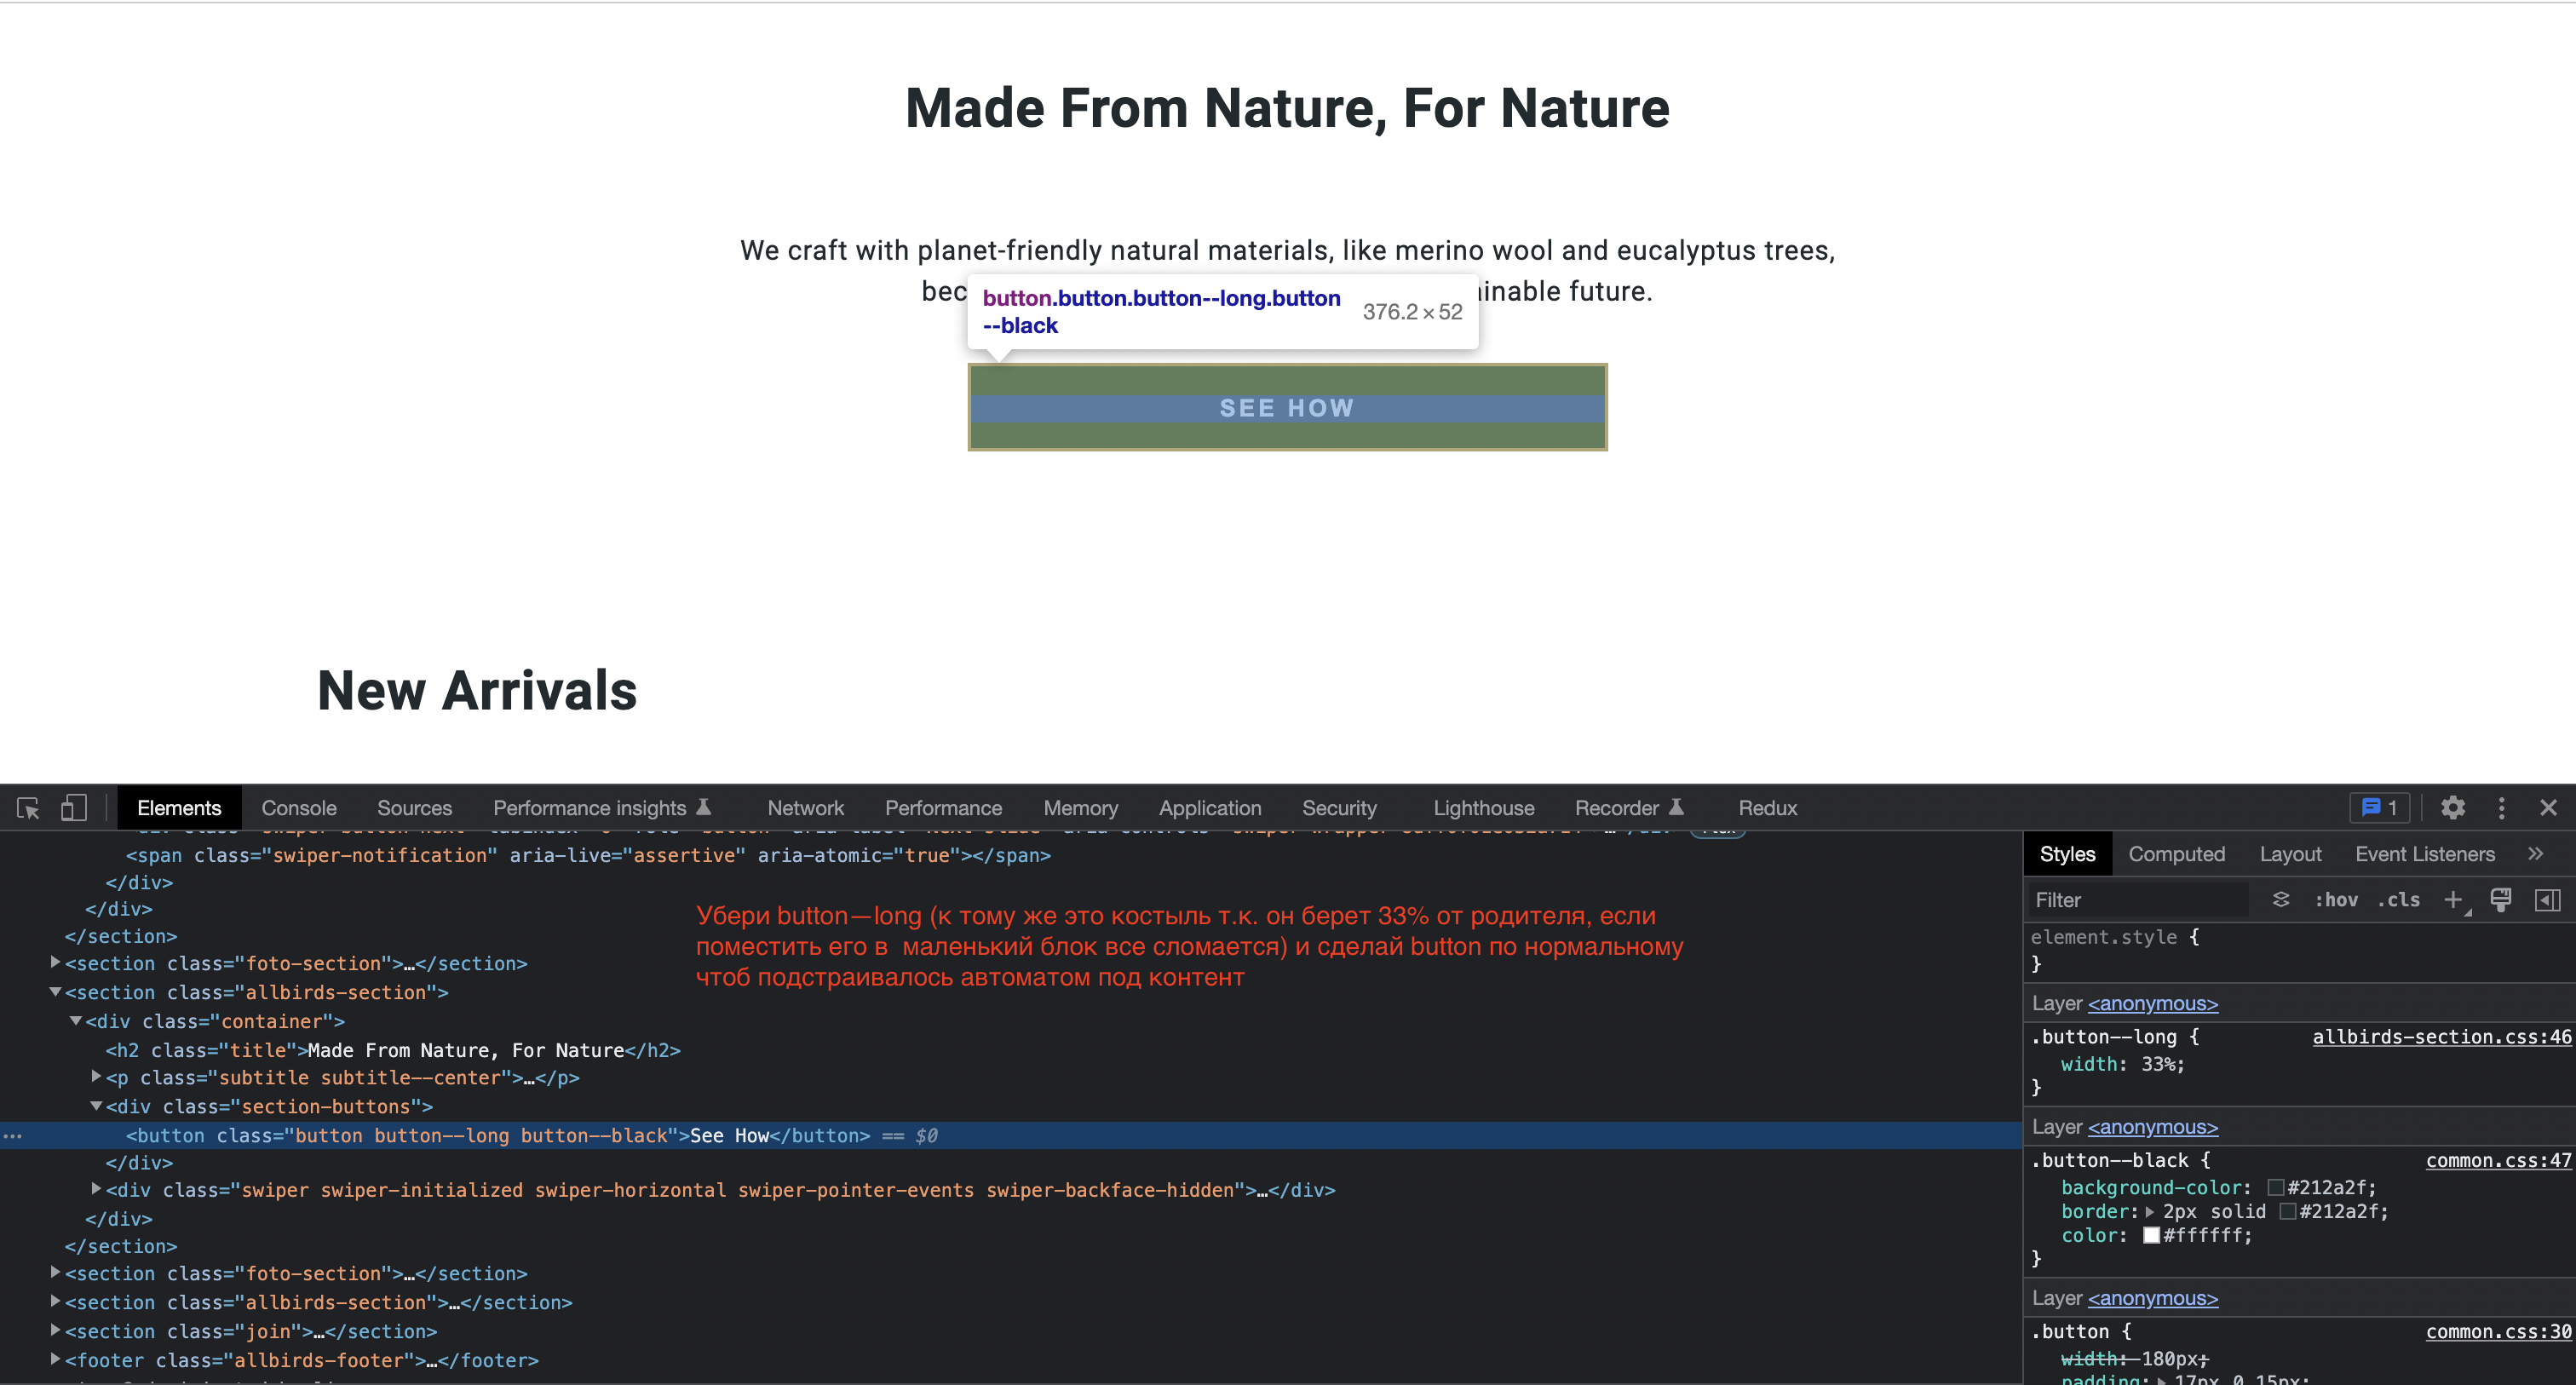 Made From Nature, For Nature
We craft with planet-friendly natural materials, like merino wool and eucalyptus trees,
bec
ainable future.
button.button.button--long.button
--black
376.2×52
SEE HOW
New Arrivals
Elements Console Sources Performance insights Network Performance Memory Application Security Lighthouse Recorder Redux 1
<span class="swiper-notification" aria-live="assertive" aria-atomic="true"></span>
</div>
</div>
</section>
<section class="foto-section">…</section>
<section class="allbirds-section">
<div class="container">
<h2 class="title">Made From Nature, For Nature</h2>
<p class="subtitle subtitle--center">…</p>
<div class="section-buttons">
<button class="button button--long button--black">See How</button> == $0
</div>
<div class="swiper swiper-initialized swiper-horizontal swiper-pointer-events swiper-backface-hidden">…</div>
</div>
</section>
<section class="foto-section">…</section>
<section class="allbirds-section">…</section>
<section class="join">…</section>
<footer class="allbirds-footer">…</footer>
Убери button—long (к тому же это костыль т.к. он берет 33% от родителя, если
поместить его в  маленький блок все сломается) и сделай button по нормальному
чтоб подстраивалось автоматом под контент
Styles Computed Layout Event Listeners »
Filter :hov .cls +
element.style {
}
Layer <anonymous>
.button--long { allbirds-section.css:46
width: 33%;
}
Layer <anonymous>
.button--black { common.css:47
background-color: #212a2f;
border: 2px solid #212a2f;
color: #ffffff;
}
Layer <anonymous>
.button { common.css:30
width: 180px;
padding: 17px 0 15px;